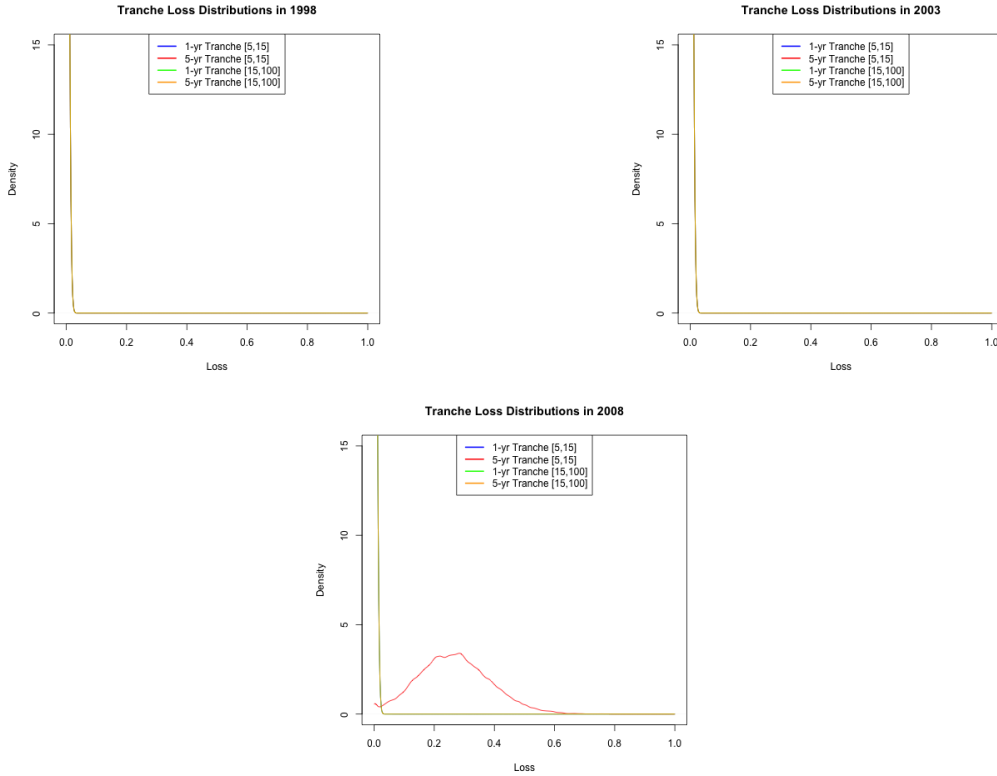 Tranche Loss Distributions in 1998
1-yr Tranche [5,15]
5-yr Tranche [5,15]
1-yr Tranche [15,100]
5-yr Tranche [15,100]
Density
0
5
10
15
0.0 0.2 0.4 0.6 0.8 1.0
Loss
Tranche Loss Distributions in 2003
1-yr Tranche [5,15]
5-yr Tranche [5,15]
1-yr Tranche [15,100]
5-yr Tranche [15,100]
Density
0
5
10
15
0.0 0.2 0.4 0.6 0.8 1.0
Loss
Tranche Loss Distributions in 2008
1-yr Tranche [5,15]
5-yr Tranche [5,15]
1-yr Tranche [15,100]
5-yr Tranche [15,100]
Density
0
5
10
15
0.0 0.2 0.4 0.6 0.8 1.0
Loss